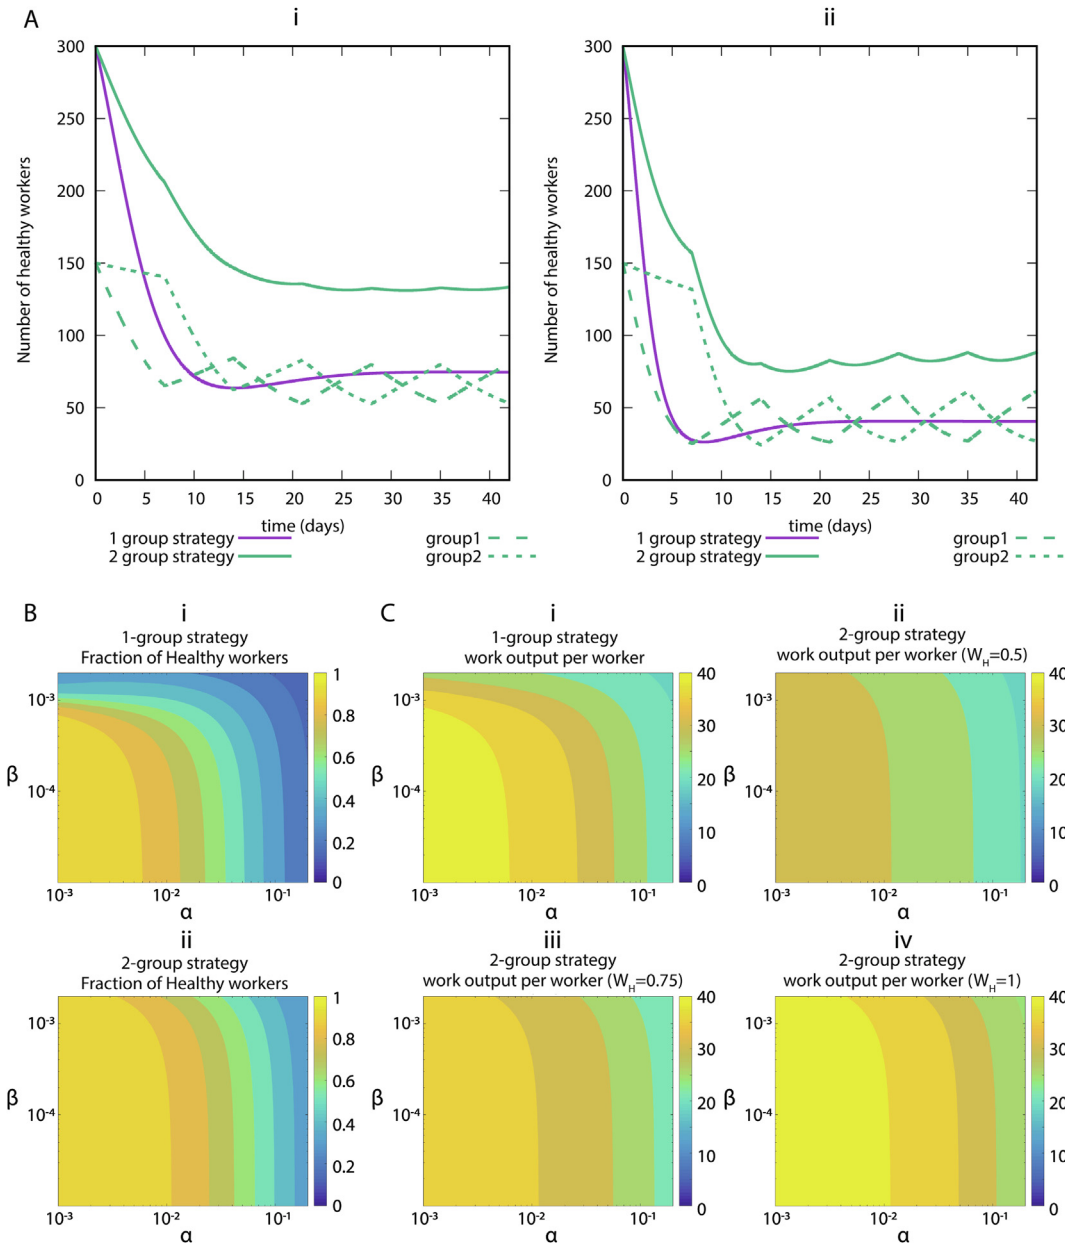 A
i
ii
300
250
200
150
100
50
0
Number of healthy workers
0 5 10 15 20 25 30 35 40
time (days)
1 group strategy
2 group strategy
group1
group2
300
250
200
150
100
50
0
Number of healthy workers
0 5 10 15 20 25 30 35 40
time (days)
1 group strategy
2 group strategy
group1
group2
B
i
1-group strategy
Fraction of Healthy workers
β
10⁻³
10⁻⁴
10⁻³ 10⁻² 10⁻¹
α
1
0.8
0.6
0.4
0.2
0
ii
2-group strategy
Fraction of Healthy workers
β
10⁻³
10⁻⁴
10⁻³ 10⁻² 10⁻¹
α
1
0.8
0.6
0.4
0.2
0
C
i
1-group strategy
work output per worker
β
10⁻³
10⁻⁴
10⁻³ 10⁻² 10⁻¹
α
40
30
20
10
0
ii
2-group strategy
work output per worker (W_H=0.5)
β
10⁻³
10⁻⁴
10⁻³ 10⁻² 10⁻¹
α
40
30
20
10
0
iii
2-group strategy
work output per worker (W_H=0.75)
β
10⁻³
10⁻⁴
10⁻³ 10⁻² 10⁻¹
α
40
30
20
10
0
iv
2-group strategy
work output per worker (W_H=1)
β
10⁻³
10⁻⁴
10⁻³ 10⁻² 10⁻¹
α
40
30
20
10
0